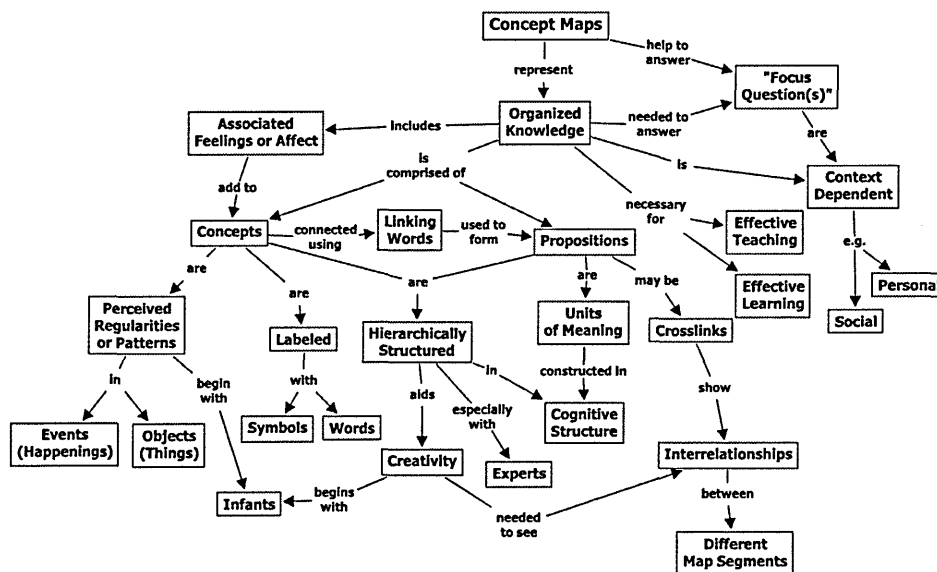 Concept Maps
help to
answer
represent
"Focus
Question(s)"
Organized
Knowledge
needed to
answer
Includes
Associated
Feelings or Affect
are
is
comprised of
is
Context
Dependent
add to
necessary
for
Concepts
connected
using
Linking
Words
used to
form
Propositions
Effective
Teaching
e.g.
are
are
are
are
may be
Effective
Learning
Personal
Social
Perceived
Regularities
or Patterns
Labeled
Hierarchically
Structured
Units
of Meaning
Crosslinks
in
begin
with
with
aids
in
constructed in
show
especially
with
Events
(Happenings)
Objects
(Things)
Symbols
Words
Cognitive
Structure
Creativity
Experts
Interrelationships
Infants
begins
with
needed
to see
between
Different
Map Segments